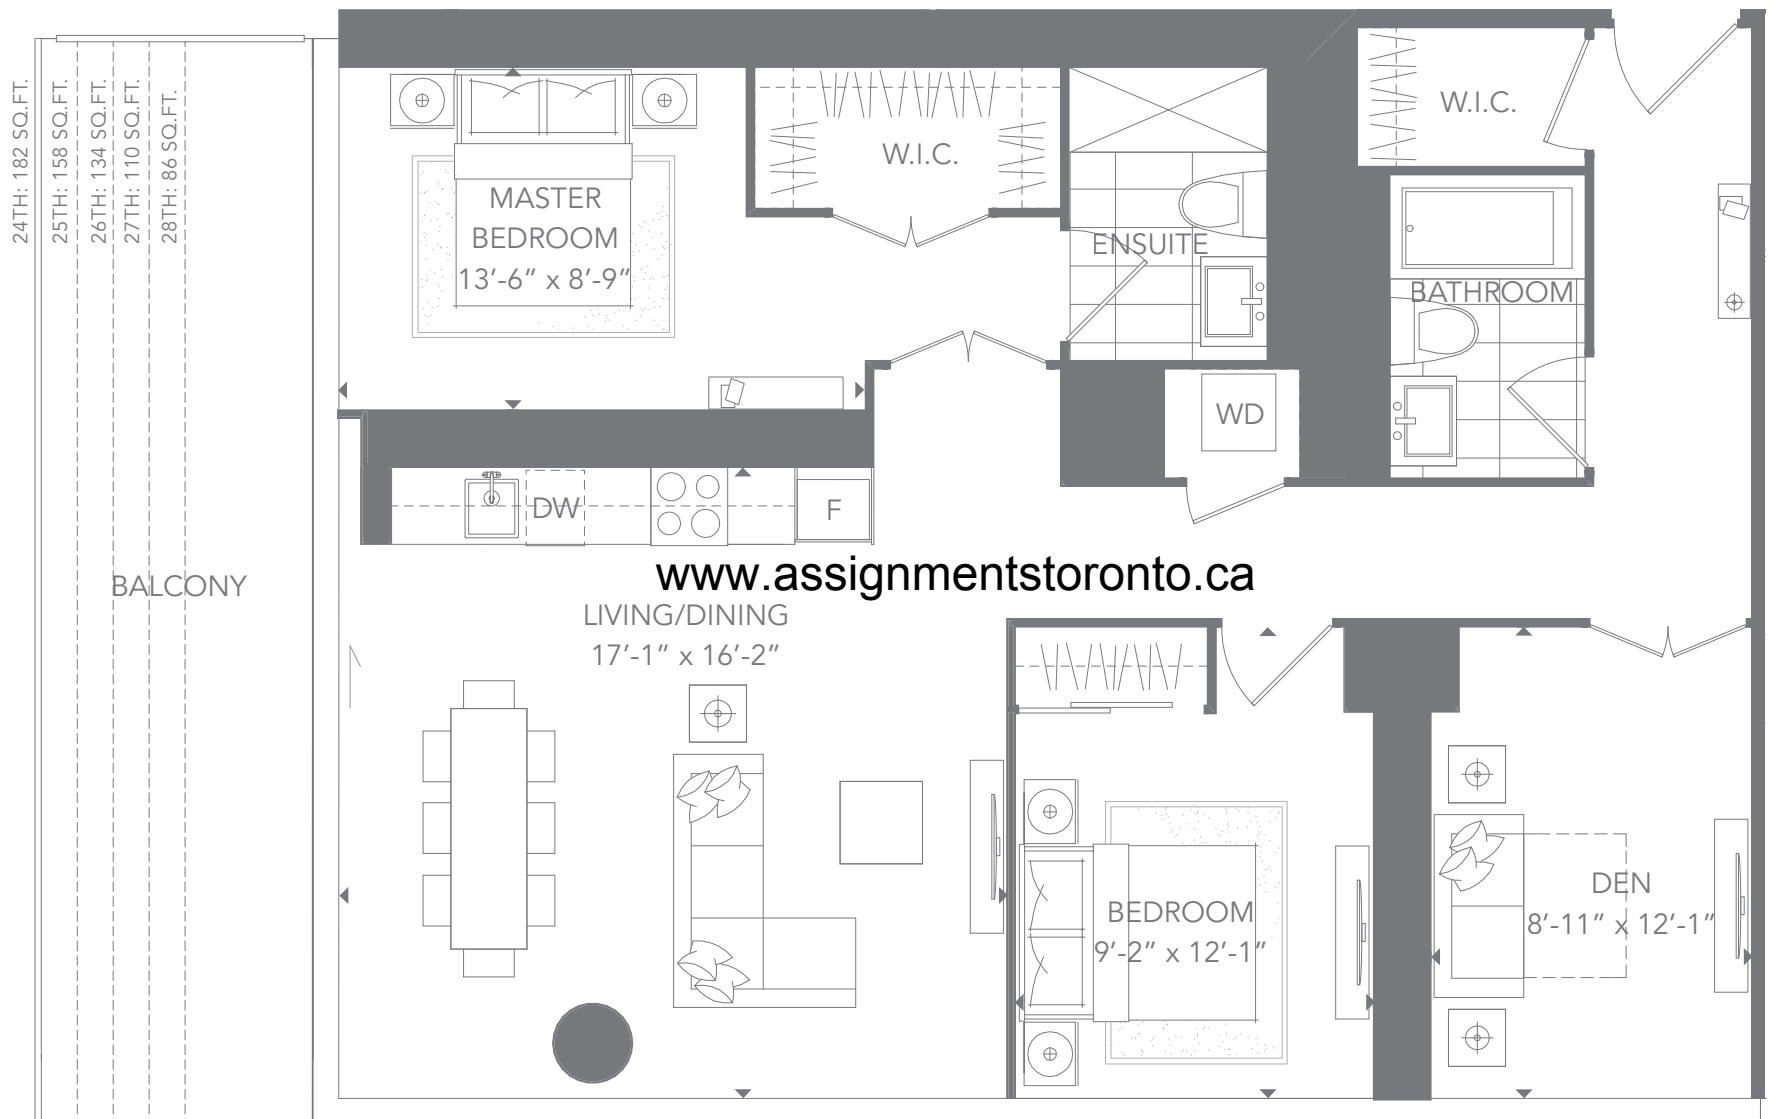 24TH: 182 SQ.FT.
25TH: 158 SQ.FT.
26TH: 134 SQ.FT.
27TH: 110 SQ.FT.
28TH: 86 SQ.FT.
BALCONY
MASTER
BEDROOM
13'-6" x 8'-9"
W.I.C.
ENSUITE
W.I.C.
BATHROOM
WD
DW
F
www.assignmentstoronto.ca
LIVING/DINING
17'-1" x 16'-2"
BEDROOM
9'-2" x 12'-1"
DEN
8'-11" x 12'-1"